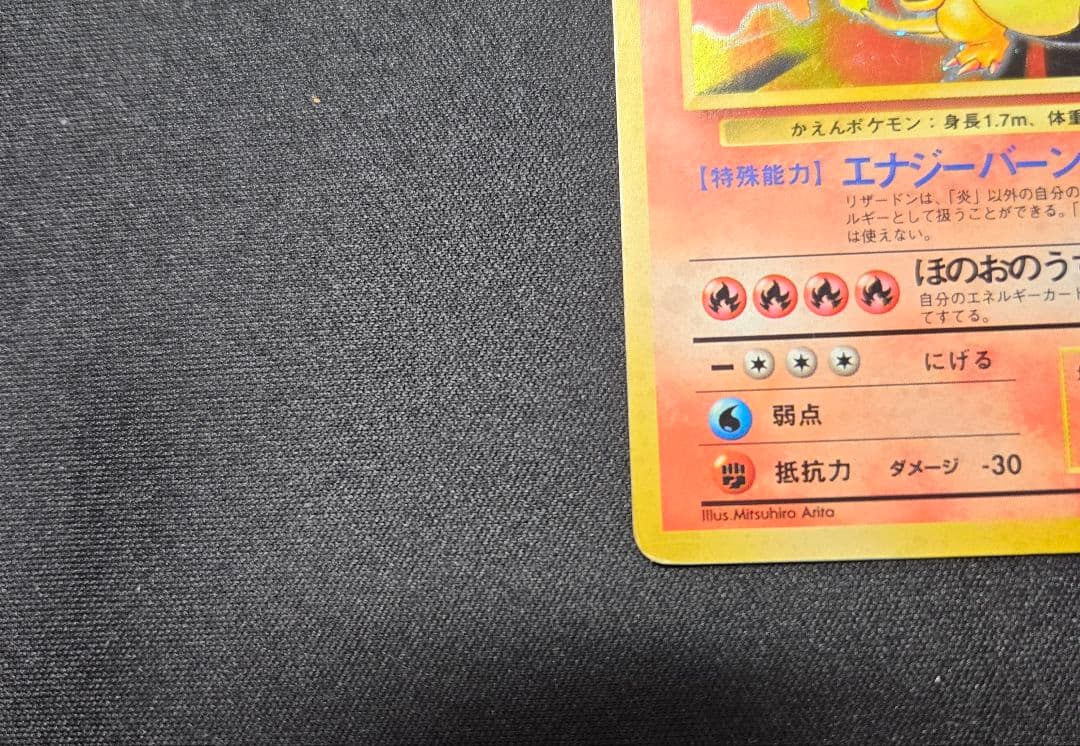 かえんポケモン：身長1.7m、体重
【特殊能力】 エナジーバーン
リザードンは、「炎」以外の自分の
ルギーとして扱うことができる。「
は使えない。
ほのおのうず
自分のエネルギーカード
てすてる。
ー にげる
弱点
抵抗力 ダメージ -30
Illus.Mitsuhiro Arita